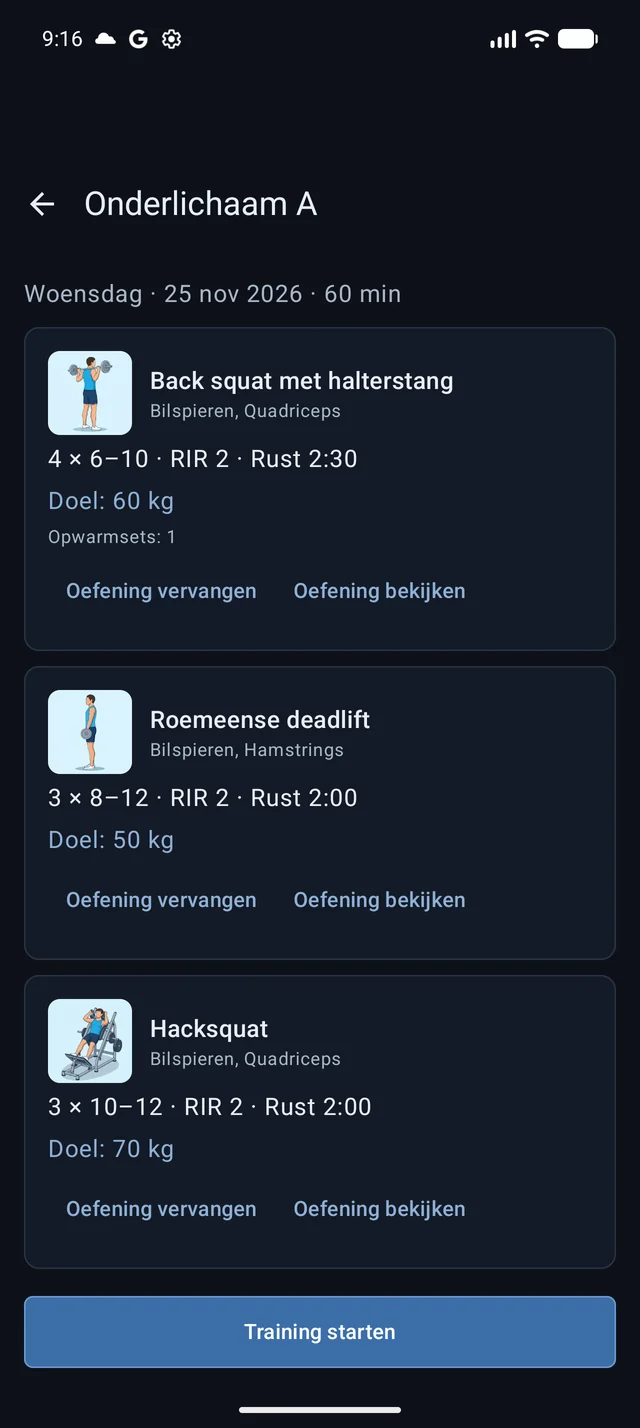 9:16
Onderlichaam A
Woensdag · 25 nov 2026 · 60 min
Back squat met halterstang
Bilspieren, Quadriceps
4 × 6–10 · RIR 2 · Rust 2:30
Doel: 60 kg
Opwarmsets: 1
Oefening vervangen Oefening bekijken
Roemeense deadlift
Bilspieren, Hamstrings
3 × 8–12 · RIR 2 · Rust 2:00
Doel: 50 kg
Oefening vervangen Oefening bekijken
Hacksquat
Bilspieren, Quadriceps
3 × 10–12 · RIR 2 · Rust 2:00
Doel: 70 kg
Oefening vervangen Oefening bekijken
Training starten